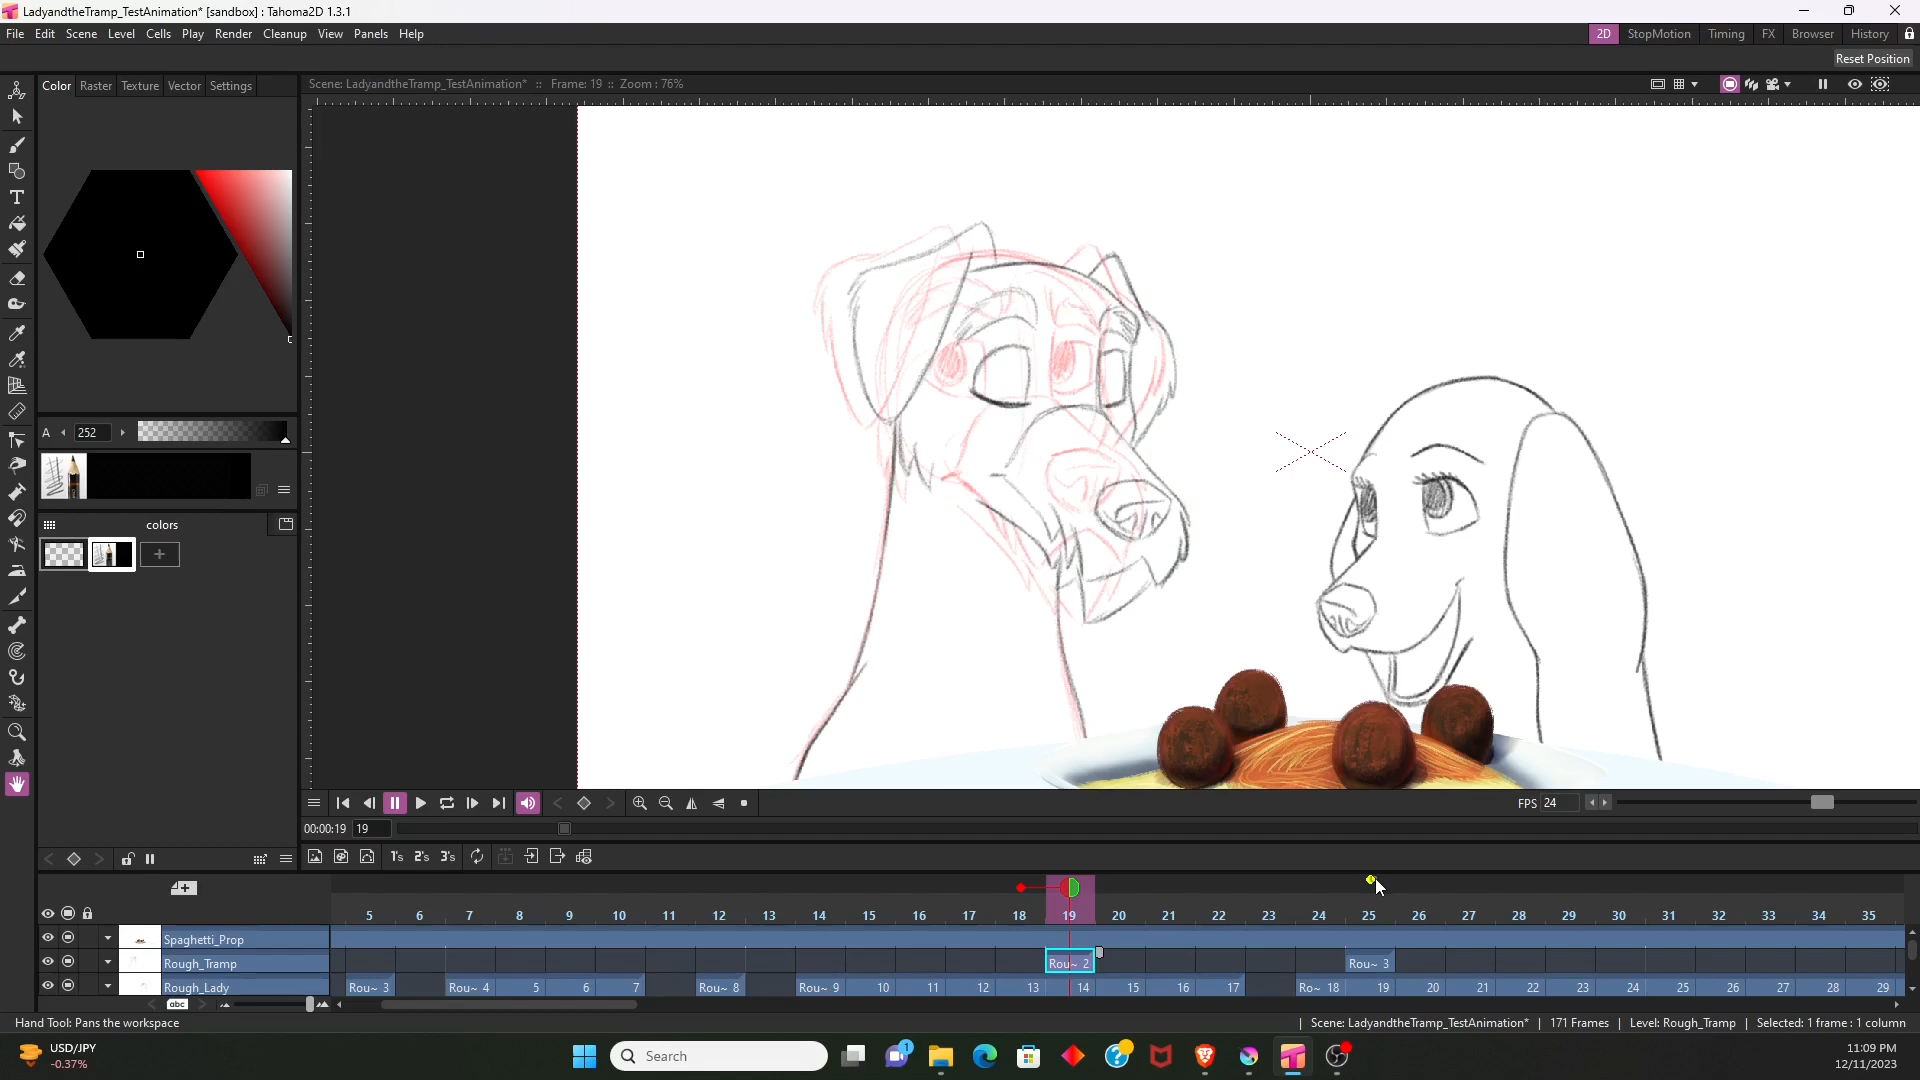 LadyandtheTramp_TestAnimation* [sandbox] : Tahoma2D 1.3.1
File Edit Scene Level Cells Play Render Cleanup View Panels Help
2D StopMotion Timing FX Browser History
Reset Position
Color Raster Texture Vector Settings
Scene: LadyandtheTramp_TestAnimation* :: Frame: 19 :: Zoom : 76%
A 252
colors
FPS 24
00:00:19 19
1's 2's 3's
5 6 7 8 9 10 11 12 13 14 15 16 17 18 19 20 21 22 23 24 25 26 27 28 29 30 31 32 33 34 35
Spaghetti_Prop
Rough_Tramp Rou~ 2 Rou~ 3
Rough_Lady Rou~ 3 Rou~ 4 5 6 7 Rou~ 8 Rou~ 9 10 11 12 13 14 15 16 17 Ro~ 18 19 20 21 22 23 24 25 26 27 28 29
abc
Hand Tool: Pans the workspace
Scene: LadyandtheTramp_TestAnimation* | 171 Frames | Level: Rough_Tramp | Selected: 1 frame : 1 column
USD/JPY
-0.37%
Search
1
11:09 PM
12/11/2023